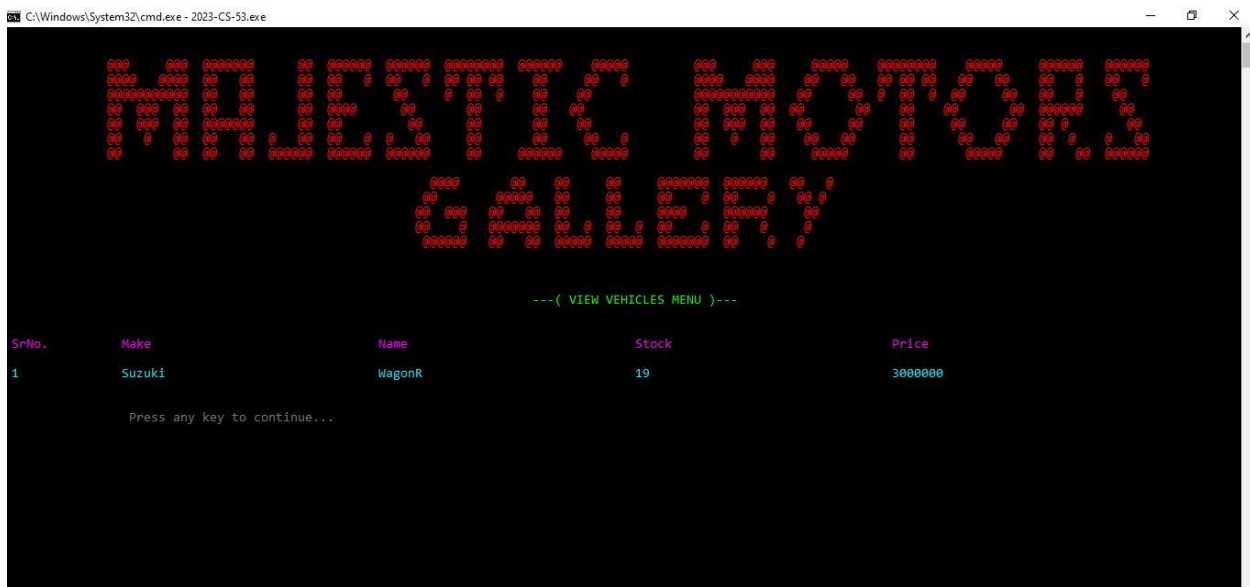 C:\Windows\System32\cmd.exe - 2023-CS-53.exe
MAJESTIC MOTORS
GALLERY
---( VIEW VEHICLES MENU )---
SrNo. Make Name Stock Price
1 Suzuki WagonR 19 3000000
Press any key to continue...